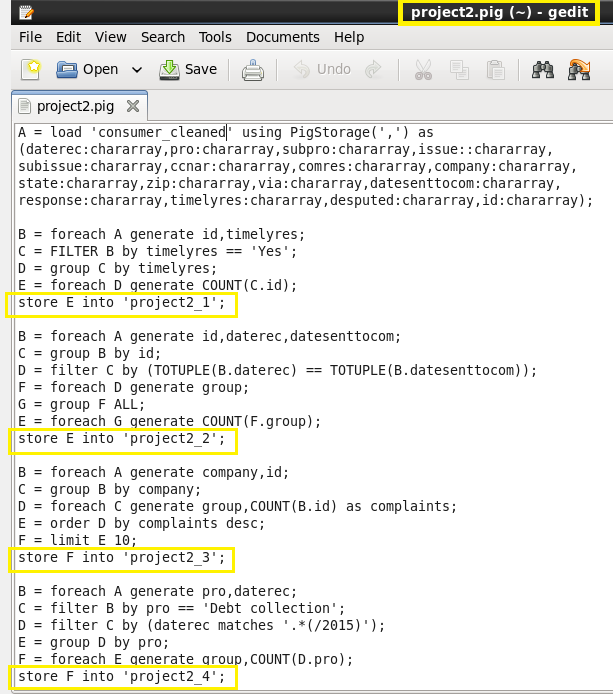 project2.pig (~) - gedit
File Edit View Search Tools Documents Help
Open Save Undo
project2.pig
A = load 'consumer_cleaned' using PigStorage(',') as
(daterec:chararray,pro:chararray,subpro:chararray,issue::chararray,
subissue:chararray,ccnar:chararray,comres:chararray,company:chararray,
state:chararray,zip:chararray,via:chararray,datesenttocom:chararray,
response:chararray,timelyres:chararray,desputed:chararray,id:chararray);
B = foreach A generate id,timelyres;
C = FILTER B by timelyres == 'Yes';
D = group C by timelyres;
E = foreach D generate COUNT(C.id);
store E into 'project2_1';
B = foreach A generate id,daterec,datesenttocom;
C = group B by id;
D = filter C by (TOTUPLE(B.daterec) == TOTUPLE(B.datesenttocom));
F = foreach D generate group;
G = group F ALL;
E = foreach G generate COUNT(F.group);
store E into 'project2_2';
B = foreach A generate company,id;
C = group B by company;
D = foreach C generate group,COUNT(B.id) as complaints;
E = order D by complaints desc;
F = limit E 10;
store F into 'project2_3';
B = foreach A generate pro,daterec;
C = filter B by pro == 'Debt collection';
D = filter C by (daterec matches '.*(/2015)');
E = group D by pro;
F = foreach E generate group,COUNT(D.pro);
store F into 'project2_4';